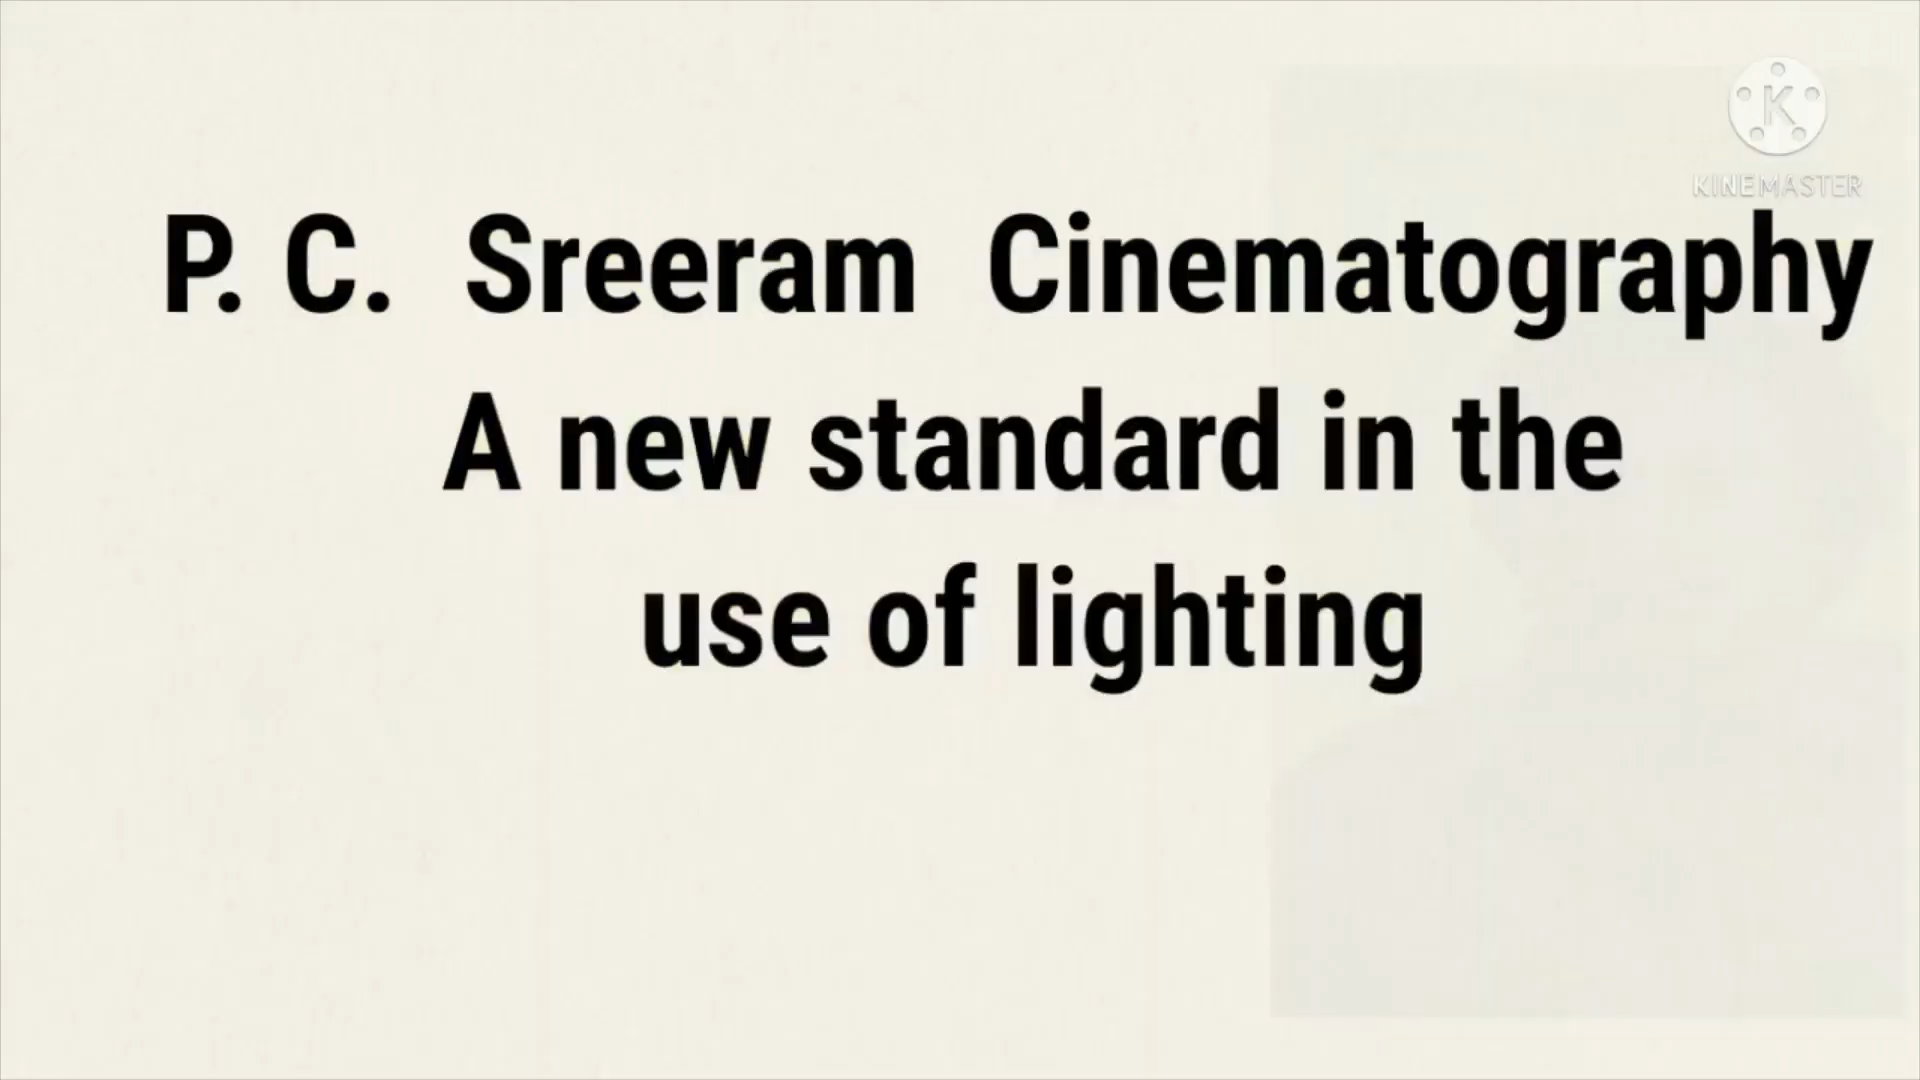 K
KINEMASTER
P. C. Sreeram Cinematography
A new standard in the
use of lighting